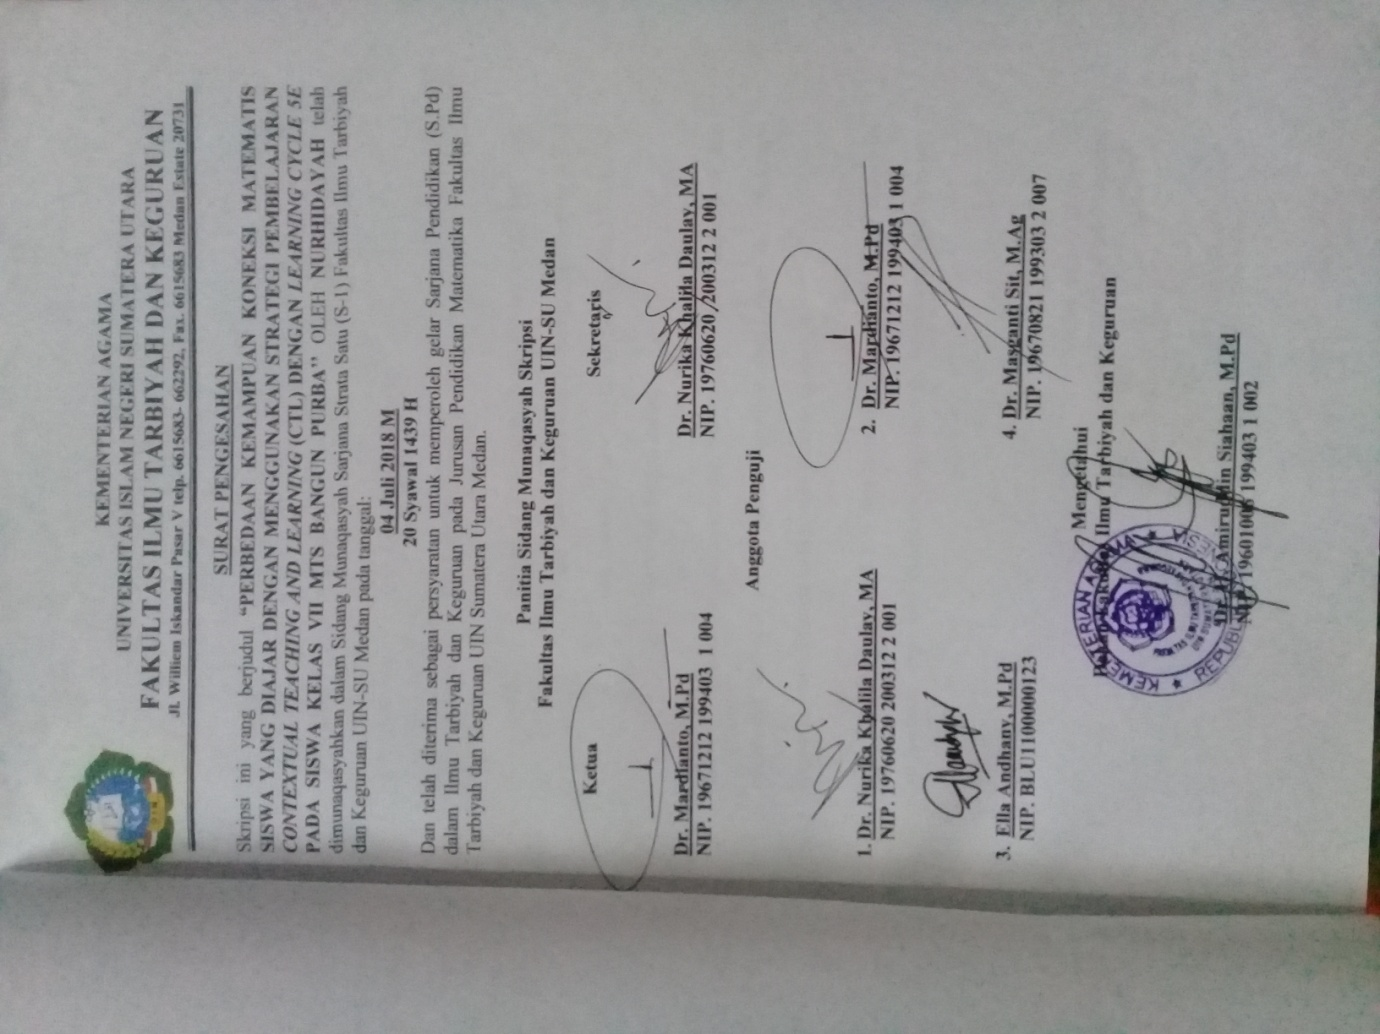 KEMENTERIAN AGAMA
UNIVERSITAS ISLAM NEGERI SUMATERA UTARA
FAKULTAS ILMU TARBIYAH DAN KEGURUAN
Jl. Williem Iskandar Pasar V telp. 6615683- 662292, Fax. 6615683 Medan Estate 20731
SURAT PENGESAHAN
Skripsi ini yang berjudul “PERBEDAAN KEMAMPUAN KONEKSI MATEMATIS
SISWA YANG DIAJAR DENGAN MENGGUNAKAN STRATEGI PEMBELAJARAN
CONTEXTUAL TEACHING AND LEARNING (CTL) DENGAN LEARNING CYCLE 5E
PADA SISWA KELAS VII MTS BANGUN PURBA” OLEH NURHIDAYAH telah
dimunaqasyahkan dalam Sidang Munaqasyah Sarjana Strata Satu (S-1) Fakultas Ilmu Tarbiyah
dan Keguruan UIN-SU Medan pada tanggal:
04 Juli 2018 M
20 Syawal 1439 H
Dan telah diterima sebagai persyaratan untuk memperoleh gelar Sarjana Pendidikan (S.Pd)
dalam Ilmu Tarbiyah dan Keguruan pada Jurusan Pendidikan Matematika Fakultas Ilmu
Tarbiyah dan Keguruan UIN Sumatera Utara Medan.
Panitia Sidang Munaqasyah Skripsi
Fakultas Ilmu Tarbiyah dan Keguruan UIN-SU Medan
Ketua Sekretaris
Dr. Mardianto, M.Pd Dr. Nurika Khalila Daulay, MA
NIP. 19671212 199403 1 004 NIP. 19760620 200312 2 001
Anggota Penguji
1. Dr. Nurika Khalila Daulay, MA 2. Dr. Mardianto, M.Pd
NIP. 19760620 200312 2 001 NIP. 19671212 199403 1 004
3. Ella Andhany, M.Pd 4. Dr. Masganti Sit, M.Ag
NIP. BLU1100000123 NIP. 19670821 199303 2 007
Mengetahui
Dekan Fakultas Ilmu Tarbiyah dan Keguruan
KEMENTERIAN AGAMA
REPUBLIK INDONESIA
Amiruddin Siahaan, M.Pd
199403 1 002